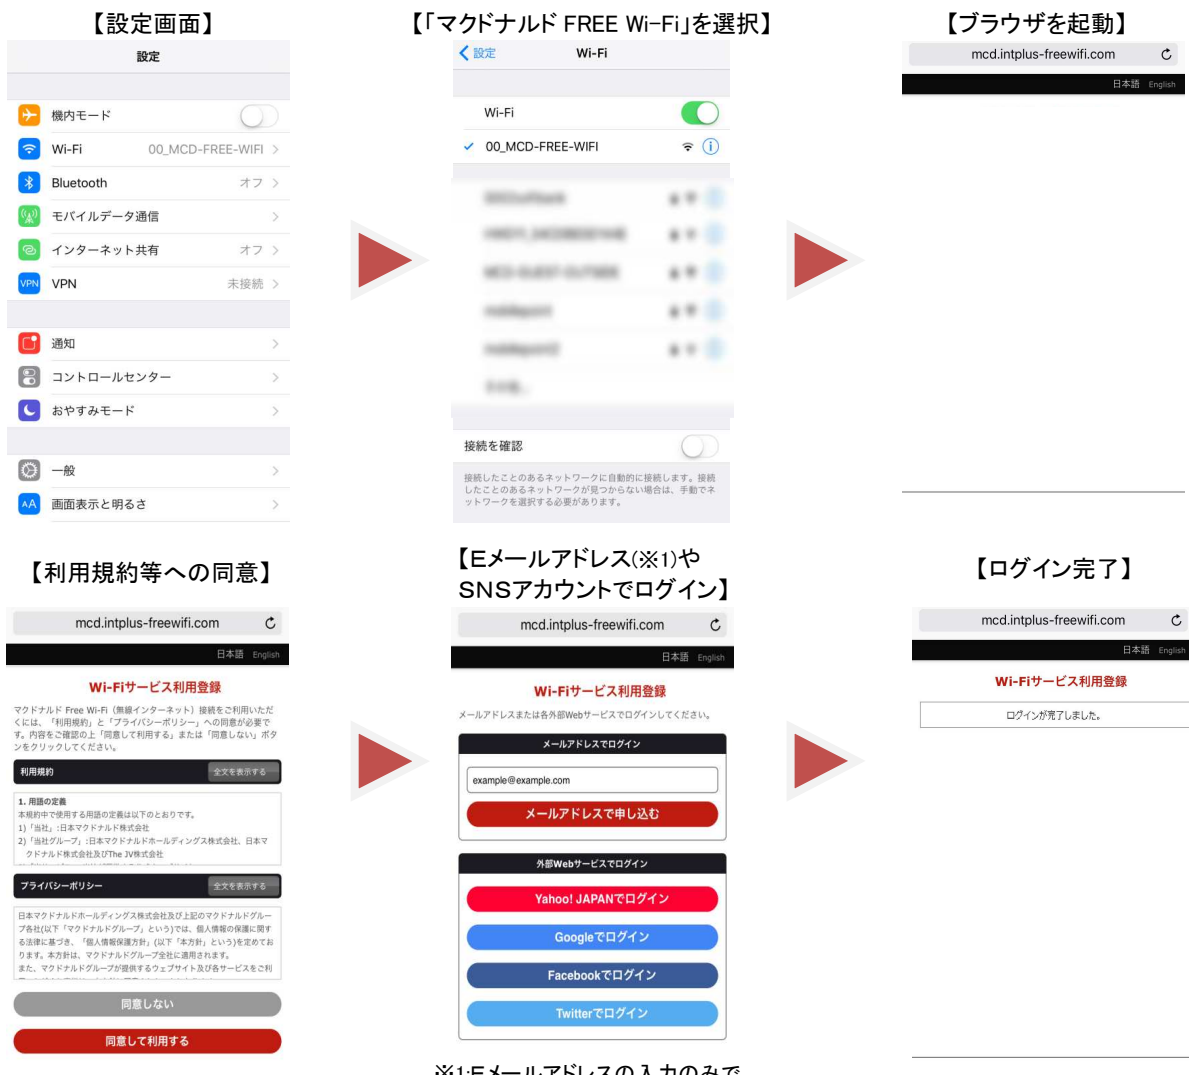 【設定画面】
設定
機内モード
Wi-Fi 00_MCD-FREE-WIFI
Bluetooth オフ
モバイルデータ通信
インターネット共有 オフ
VPN VPN 未接続
通知
コントロールセンター
おやすみモード
一般
AA 画面表示と明るさ
【「マクドナルド FREE Wi-Fi」を選択】
設定 Wi-Fi
Wi-Fi
00_MCD-FREE-WIFI
接続を確認
接続したことのあるネットワークに自動的に接続します。接続
したことのあるネットワークが見つからない場合は、手動でネ
ットワークを選択する必要があります。
【ブラウザを起動】
mcd.intplus-freewifi.com
日本語 English
【利用規約等への同意】
mcd.intplus-freewifi.com
日本語 English
Wi-Fiサービス利用登録
マクドナルド Free Wi-Fi（無線インターネット）接続をご利用いただ
くには、「利用規約」と「プライバシーポリシー」への同意が必要で
す。内容をご確認の上「同意して利用する」または「同意しない」ボタ
ンをクリックしてください。
利用規約 全文を表示する
1. 用語の定義
本規約中で使用する用語の定義は以下のとおりです。
1)「当社」:日本マクドナルド株式会社
2)「当社グループ」:日本マクドナルドホールディングス株式会社、日本マ
クドナルド株式会社及びThe JV株式会社
プライバシーポリシー 全文を表示する
日本マクドナルドホールディングス株式会社及び上記のマクドナルドグルー
プ各社(以下「マクドナルドグループ」という)では、個人情報の保護に関す
る法律に基づき、「個人情報保護方針」(以下「本方針」という)を定めてお
ります。本方針は、マクドナルドグループ全社に適用されます。
また、マクドナルドグループが提供するウェブサイト及び各サービスをご利
同意しない
同意して利用する
【Eメールアドレス(※1)や
SNSアカウントでログイン】
mcd.intplus-freewifi.com
日本語 English
Wi-Fiサービス利用登録
メールアドレスまたは各外部Webサービスでログインしてください。
メールアドレスでログイン
example@example.com
メールアドレスで申し込む
外部Webサービスでログイン
Yahoo! JAPANでログイン
Googleでログイン
Facebookでログイン
Twitterでログイン
※1:Eメールアドレスの入力のみで
【ログイン完了】
mcd.intplus-freewifi.com
日本語 English
Wi-Fiサービス利用登録
ログインが完了しました。